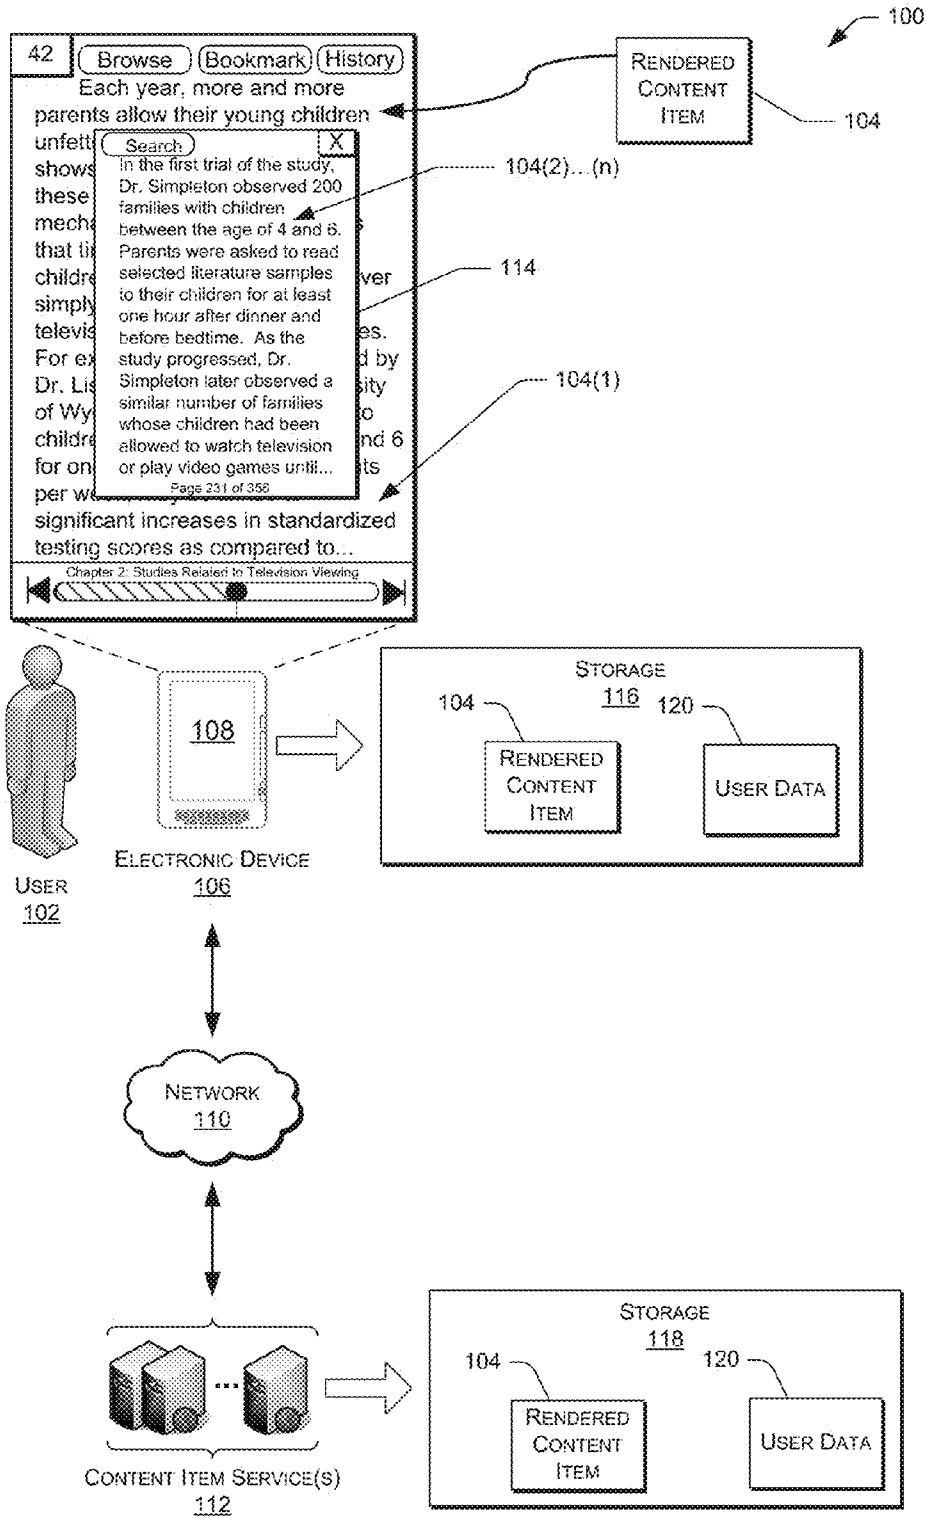 100
42
Browse
Bookmark
History
RENDERED
CONTENT
ITEM
104
Each year, more and more
parents allow their young children
unfett
shows
these
mecha
that ti
childre
ver
simply
televis
es.
For ex
d by
Dr. Lis
sity
of Wy
o
childre
nd 6
for on
ts
per w
significant increases in standardized
testing scores as compared to...
Search
X
In the first trial of the study,
Dr. Simpleton observed 200
families with children
between the age of 4 and 6.
Parents were asked to read
selected literature samples
to their children for at least
one hour after dinner and
before bedtime. As the
study progressed, Dr.
Simpleton later observed a
similar number of families
whose children had been
allowed to watch television
or play video games until...
Page 231 of 356
104(2)...(n)
114
104(1)
Chapter 2: Studies Related to Television Viewing
108
STORAGE
116
104
120
RENDERED
CONTENT
ITEM
USER DATA
USER
102
ELECTRONIC DEVICE
106
NETWORK
110
STORAGE
118
104
120
RENDERED
CONTENT
ITEM
USER DATA
...
CONTENT ITEM SERVICE(S)
112